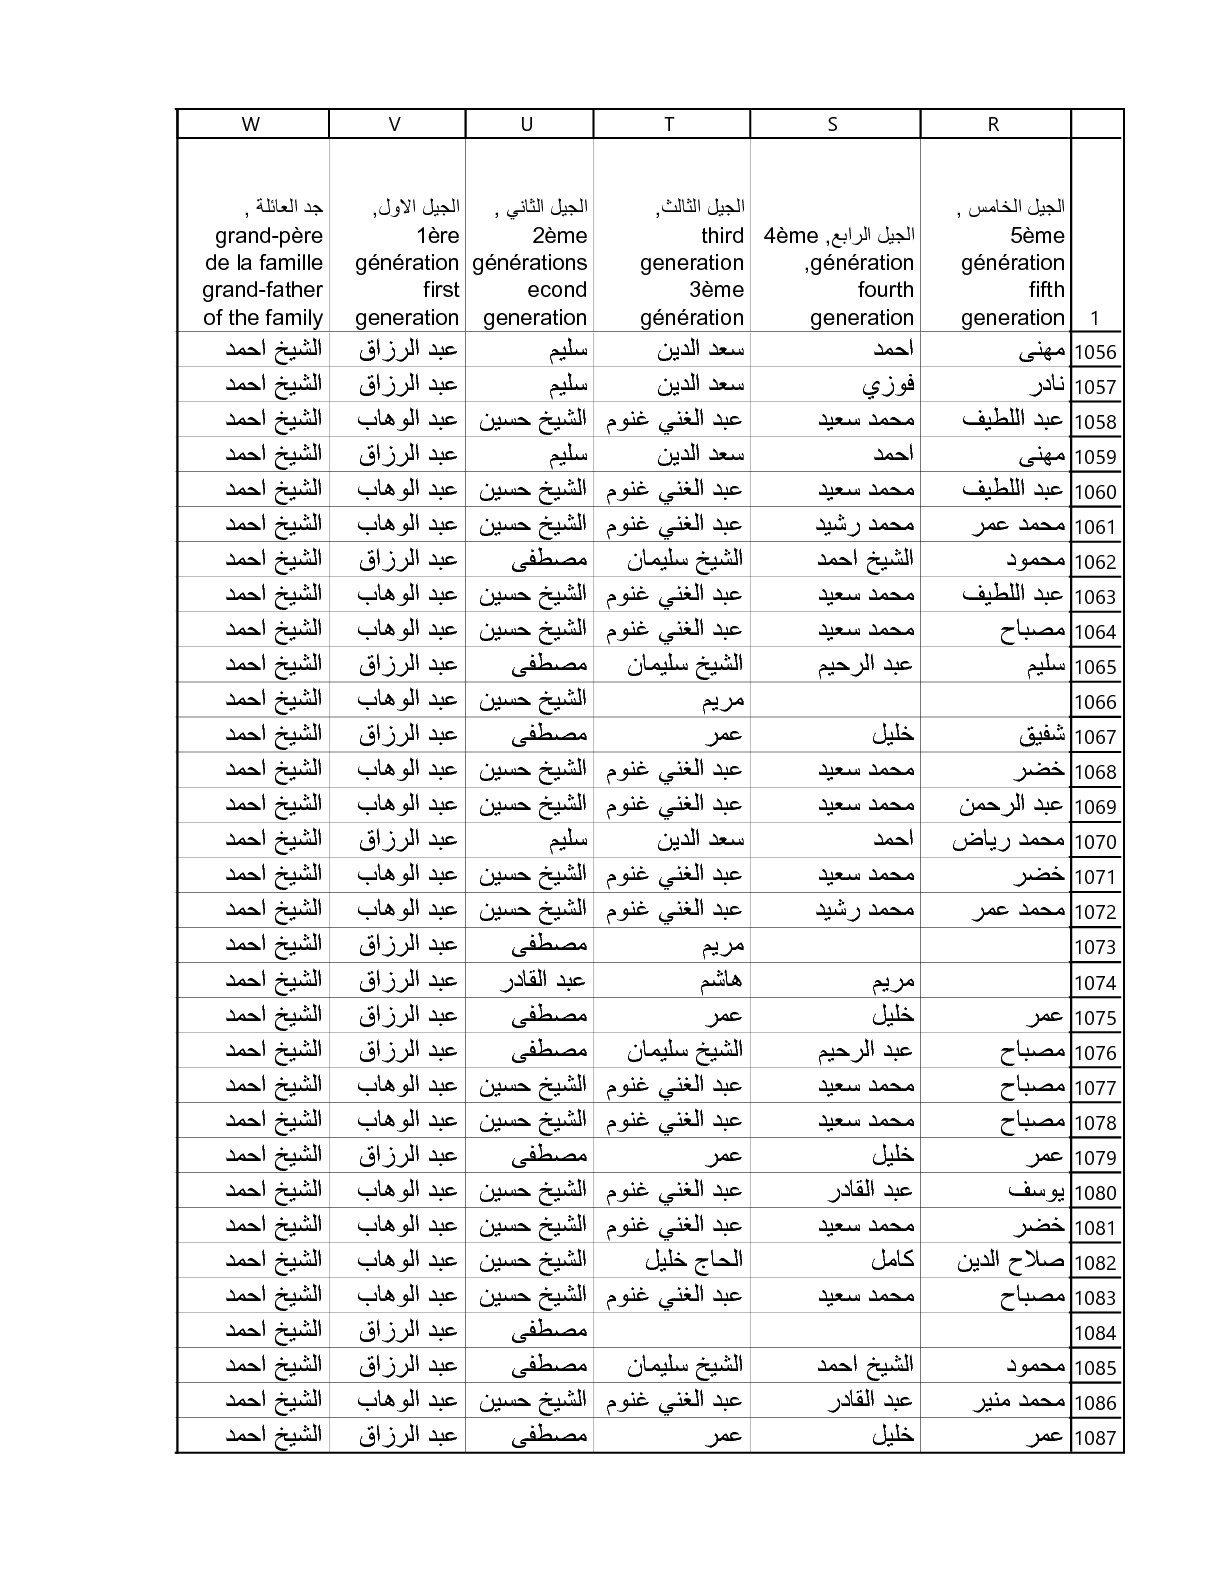 R S T U V W
الجيل الخامس , 5ème génération fifth generation
الجيل الرابع, 4ème génération, fourth generation
الجيل الثالث, third generation 3ème génération
الجيل الثاني , 2ème générations econd generation
الجيل الاول, 1ère génération first generation
جد العائلة , grand-père de la famille grand-father of the family
1
1056 مهنى احمد سعد الدين سليم عبد الرزاق الشيخ احمد
1057 نادر فوزي سعد الدين سليم عبد الرزاق الشيخ احمد
1058 عبد اللطيف محمد سعيد عبد الغني غنوم الشيخ حسين عبد الوهاب الشيخ احمد
1059 مهنى احمد سعد الدين سليم عبد الرزاق الشيخ احمد
1060 عبد اللطيف محمد سعيد عبد الغني غنوم الشيخ حسين عبد الوهاب الشيخ احمد
1061 محمد عمر محمد رشيد عبد الغني غنوم الشيخ حسين عبد الوهاب الشيخ احمد
1062 محمود الشيخ احمد الشيخ سليمان مصطفى عبد الرزاق الشيخ احمد
1063 عبد اللطيف محمد سعيد عبد الغني غنوم الشيخ حسين عبد الوهاب الشيخ احمد
1064 مصباح محمد سعيد عبد الغني غنوم الشيخ حسين عبد الوهاب الشيخ احمد
1065 سليم عبد الرحيم الشيخ سليمان مصطفى عبد الرزاق الشيخ احمد
1066 مريم الشيخ حسين عبد الوهاب الشيخ احمد
1067 شفيق خليل عمر مصطفى عبد الرزاق الشيخ احمد
1068 خضر محمد سعيد عبد الغني غنوم الشيخ حسين عبد الوهاب الشيخ احمد
1069 عبد الرحمن محمد سعيد عبد الغني غنوم الشيخ حسين عبد الوهاب الشيخ احمد
1070 محمد رياض احمد سعد الدين سليم عبد الرزاق الشيخ احمد
1071 خضر محمد سعيد عبد الغني غنوم الشيخ حسين عبد الوهاب الشيخ احمد
1072 محمد عمر محمد رشيد عبد الغني غنوم الشيخ حسين عبد الوهاب الشيخ احمد
1073 مريم مصطفى عبد الرزاق الشيخ احمد
1074 مريم هاشم عبد القادر عبد الرزاق الشيخ احمد
1075 عمر خليل عمر مصطفى عبد الرزاق الشيخ احمد
1076 مصباح عبد الرحيم الشيخ سليمان مصطفى عبد الرزاق الشيخ احمد
1077 مصباح محمد سعيد عبد الغني غنوم الشيخ حسين عبد الوهاب الشيخ احمد
1078 مصباح محمد سعيد عبد الغني غنوم الشيخ حسين عبد الوهاب الشيخ احمد
1079 عمر خليل عمر مصطفى عبد الرزاق الشيخ احمد
1080 يوسف عبد القادر عبد الغني غنوم الشيخ حسين عبد الوهاب الشيخ احمد
1081 خضر محمد سعيد عبد الغني غنوم الشيخ حسين عبد الوهاب الشيخ احمد
1082 صلاح الدين كامل الحاج خليل الشيخ حسين عبد الوهاب الشيخ احمد
1083 مصباح محمد سعيد عبد الغني غنوم الشيخ حسين عبد الوهاب الشيخ احمد
1084 مصطفى عبد الرزاق الشيخ احمد
1085 محمود الشيخ احمد الشيخ سليمان مصطفى عبد الرزاق الشيخ احمد
1086 محمد منير عبد القادر عبد الغني غنوم الشيخ حسين عبد الوهاب الشيخ احمد
1087 عمر خليل عمر مصطفى عبد الرزاق الشيخ احمد